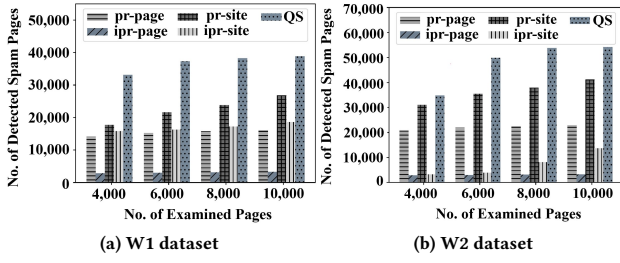 No. of Detected Spam Pages
50,000
40,000
30,000
20,000
10,000
0
pr-page pr-site QS
ipr-page ipr-site
4,000 6,000 8,000 10,000
No. of Examined Pages
(a) W1 dataset
No. of Detected Spam Pages
70,000
60,000
50,000
40,000
30,000
20,000
10,000
0
pr-page pr-site QS
ipr-page ipr-site
4,000 6,000 8,000 10,000
No. of Examined Pages
(b) W2 dataset